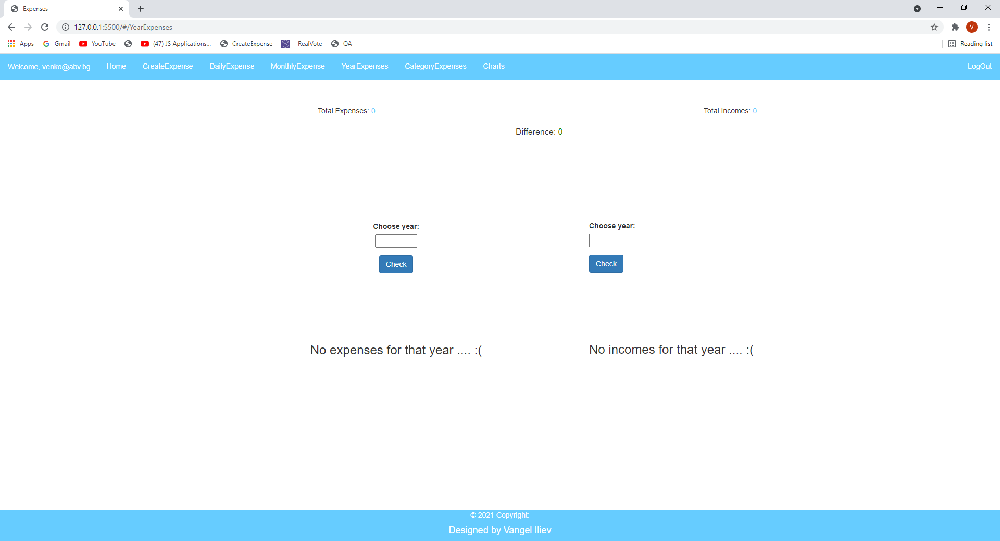 Expenses
127.0.0.1:5500/#/YearExpenses
V
Apps Gmail YouTube (47) JS Applications... CreateExpense - RealVote QA Reading list
Welcome, venko@abv.bg Home CreateExpense DailyExpense MonthlyExpense YearExpenses CategoryExpenses Charts LogOut
Total Expenses: 0 Total Incomes: 0
Difference: 0
Choose year: Choose year:
Check Check
No expenses for that year .... :( No incomes for that year .... :(
© 2021 Copyright:
Designed by Vangel Iliev